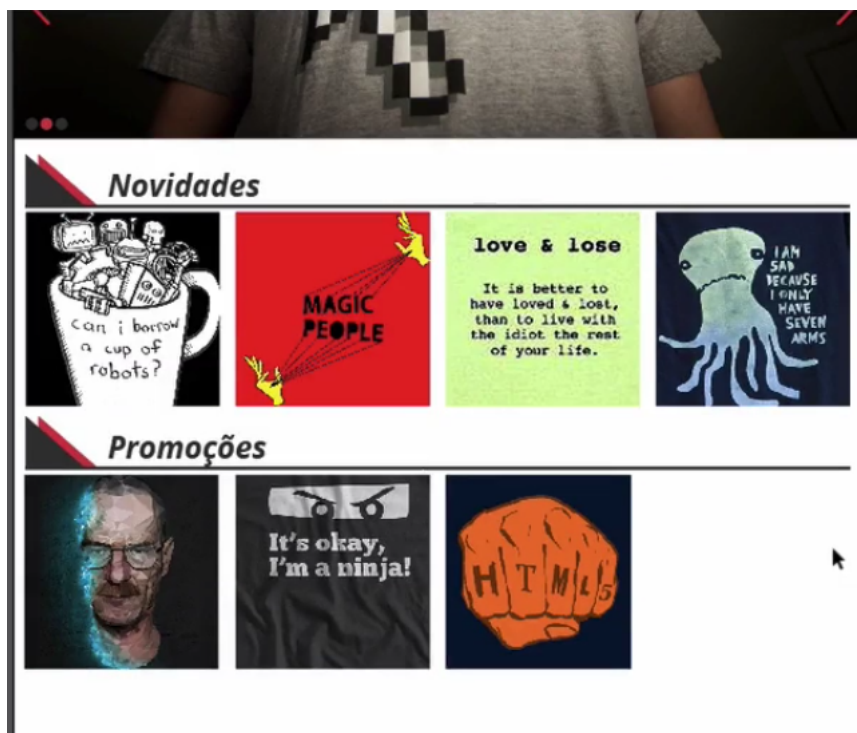 Novidades
can i borrow
a cup of
robots?
MAGIC
PEOPLE
love & lose
It is better to
have loved & lost,
than to live with
the idiot the rest
of your life.
I AM
SAD
BECAUSE
I ONLY
HAVE
SEVEN
ARMS
Promoções
It's okay,
I'm a ninja!
HTML5